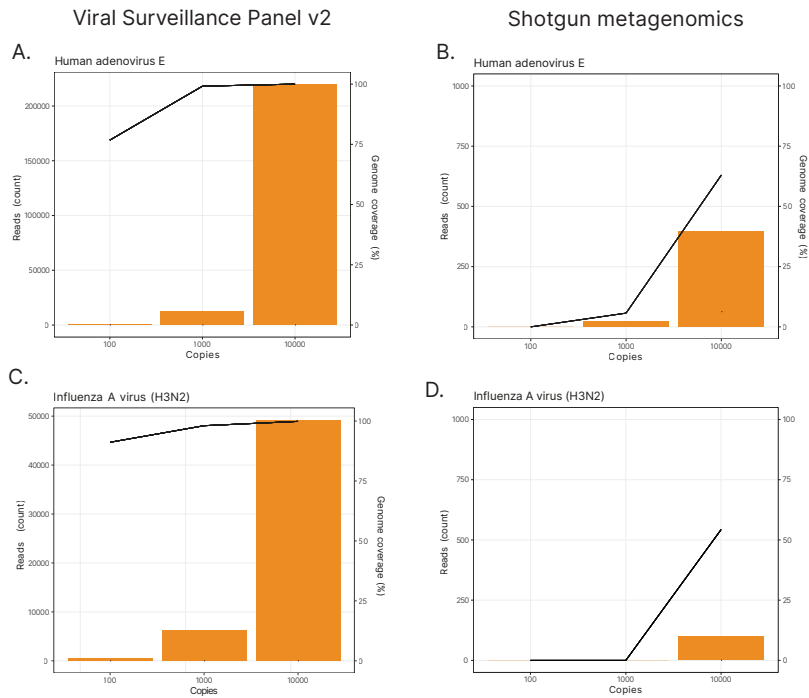 Viral Surveillance Panel v2
Shotgun metagenomics
A.
Human adenovirus E
200000
150000
100000
50000
0
Reads (count)
100
75
50
25
0
Genome coverage (%)
100
1000
10000
Copies
B.
Human adenovirus E
1000
750
500
250
0
Reads (count)
100
75
50
25
0
Genome coverage (%)
100
1000
10000
Copies
C.
Influenza A virus (H3N2)
50000
40000
30000
20000
10000
0
Reads (count)
100
75
50
25
0
Genome coverage (%)
100
1000
10000
Copies
D.
Influenza A virus (H3N2)
1000
750
500
250
0
Reads (count)
100
75
50
25
0
100
1000
10000
Copies